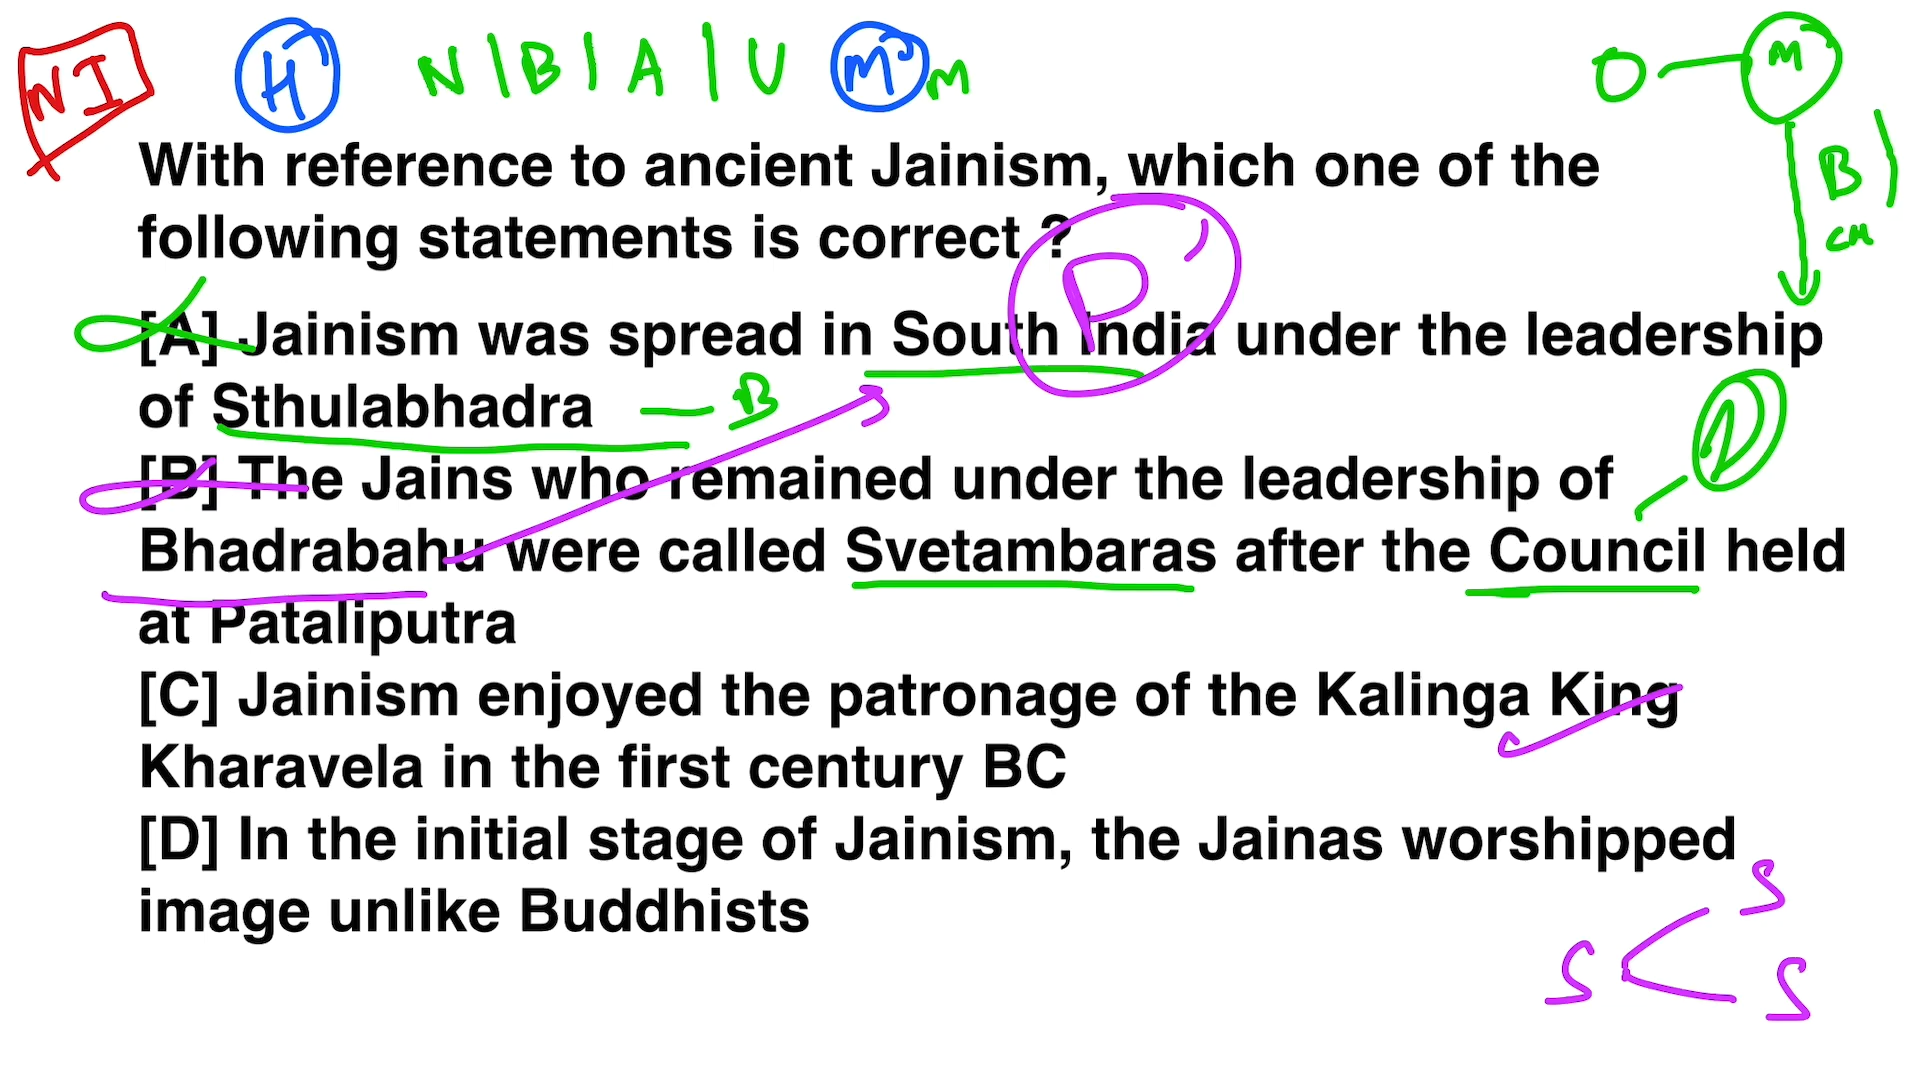 NI H N|B|A|U M M O M
With reference to ancient Jainism, which one of the B
following statements is correct ? P
[A] Jainism was spread in South India under the leadership
of Sthulabhadra — B
[B] The Jains who remained under the leadership of
Bhadrabahu were called Svetambaras after the Council held
at Pataliputra
[C] Jainism enjoyed the patronage of the Kalinga King
Kharavela in the first century BC
[D] In the initial stage of Jainism, the Jainas worshipped
image unlike Buddhists
S S S